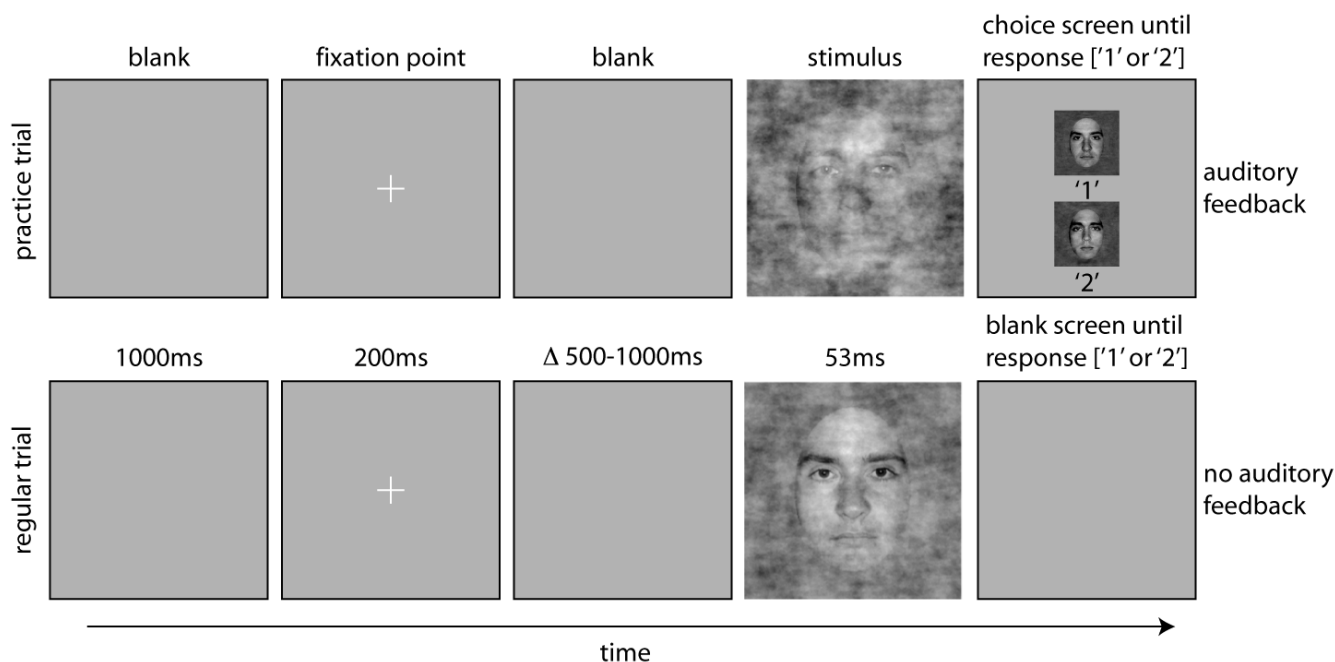 blank
fixation point
blank
stimulus
choice screen until
response ['1' or ‘2’]
practice trial
‘1’
‘2’
auditory
feedback
1000ms
200ms
Δ 500-1000ms
53ms
blank screen until
response ['1' or ‘2’]
regular trial
no auditory
feedback
time